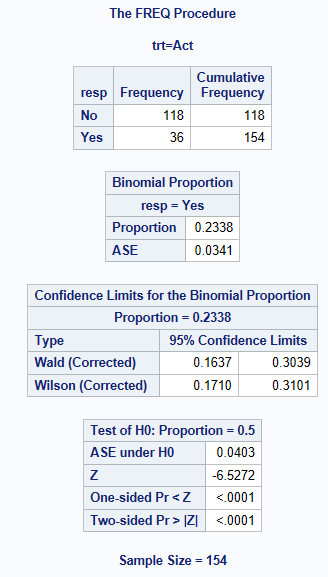 The FREQ Procedure
trt=Act
resp Frequency Cumulative Frequency
No 118 118
Yes 36 154
Binomial Proportion
resp = Yes
Proportion 0.2338
ASE 0.0341
Confidence Limits for the Binomial Proportion
Proportion = 0.2338
Type 95% Confidence Limits
Wald (Corrected) 0.1637 0.3039
Wilson (Corrected) 0.1710 0.3101
Test of H0: Proportion = 0.5
ASE under H0 0.0403
Z -6.5272
One-sided Pr < Z <.0001
Two-sided Pr > |Z| <.0001
Sample Size = 154